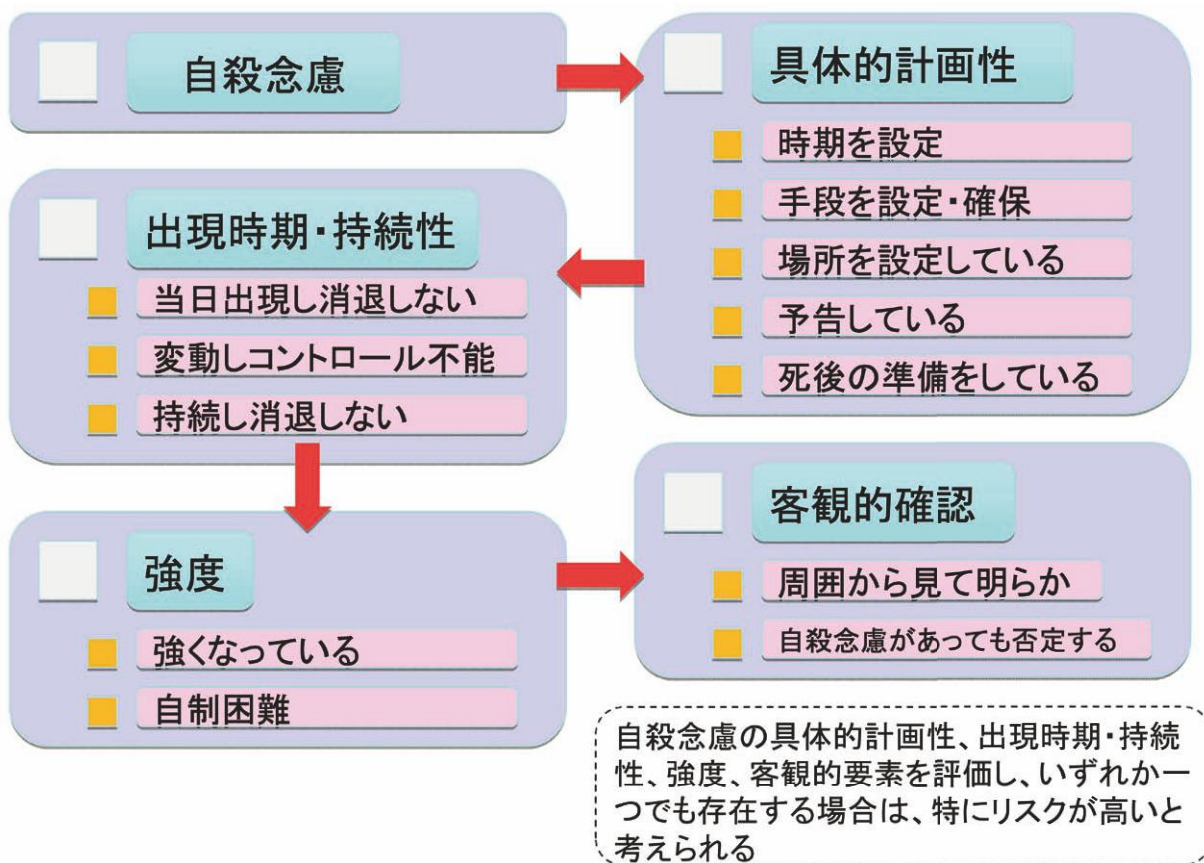 自殺念慮
具体的計画性
時期を設定
手段を設定・確保
場所を設定している
予告している
死後の準備をしている
出現時期・持続性
当日出現し消退しない
変動しコントロール不能
持続し消退しない
強度
強くなっている
自制困難
客観的確認
周囲から見て明らか
自殺念慮があっても否定する
自殺念慮の具体的計画性、出現時期・持続
性、強度、客観的要素を評価し、いずれか一
つでも存在する場合は、特にリスクが高いと
考えられる